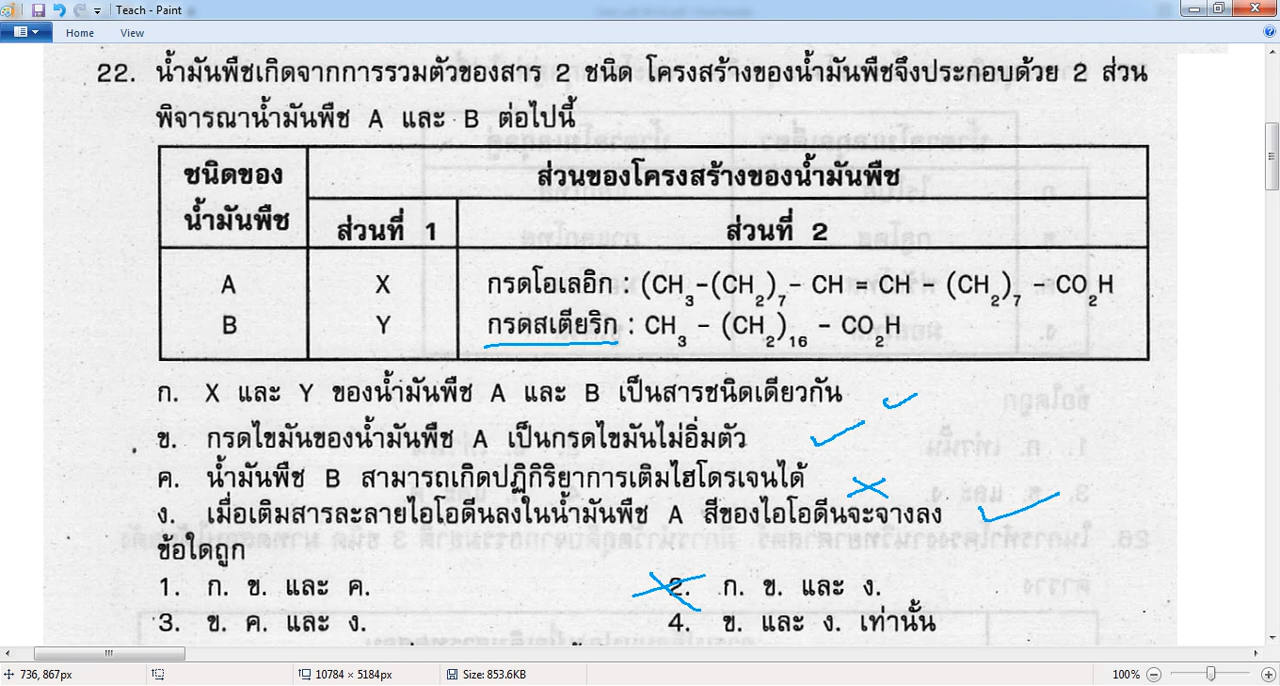 Teach - Paint
Home View
22. น้ำมันพืชเกิดจากการรวมตัวของสาร 2 ชนิด โครงสร้างของน้ำมันพืชจึงประกอบด้วย 2 ส่วน
พิจารณาน้ำมันพืช A และ B ต่อไปนี้
ชนิดของ
น้ำมันพืช
ส่วนของโครงสร้างของน้ำมันพืช
ส่วนที่ 1 ส่วนที่ 2
A X กรดโอเลอิก : (CH₃-(CH₂)₇- CH = CH - (CH₂)₇ -CO₂H
B Y กรดสเตียริก : CH₃ - (CH₂)₁₆ - CO₂H
ก. X และ Y ของน้ำมันพืช A และ B เป็นสารชนิดเดียวกัน
ข. กรดไขมันของน้ำมันพืช A เป็นกรดไขมันไม่อิ่มตัว
ค. น้ำมันพืช B สามารถเกิดปฏิกิริยาการเติมไฮโดรเจนได้
ง. เมื่อเติมสารละลายไอโอดีนลงในน้ำมันพืช A สีของไอโอดีนจะจางลง
ข้อใดถูก
1. ก. ข. และ ค. 2. ก. ข. และ ง.
3. ข. ค. และ ง. 4. ข. และ ง. เท่านั้น
736, 867px 10784 × 5184px Size: 853.6KB 100%